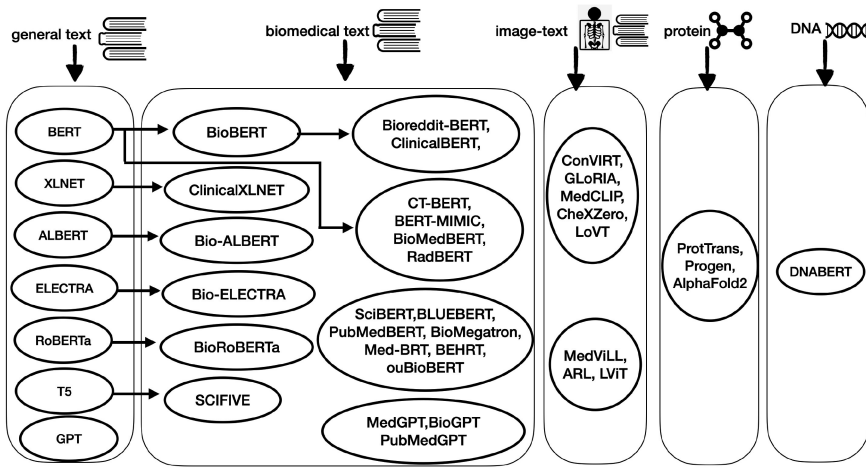 general text
biomedical text
image-text
protein
DNA
BERT
XLNET
ALBERT
ELECTRA
RoBERTa
T5
GPT
BioBERT
ClinicalXLNET
Bio-ALBERT
Bio-ELECTRA
BioRoBERTa
SCIFIVE
Bioreddit-BERT,
ClinicalBERT,
CT-BERT,
BERT-MIMIC,
BioMedBERT,
RadBERT
SciBERT,BLUEBERT,
PubMedBERT, BioMegatron,
Med-BRT, BEHRT,
ouBioBERT
MedGPT,BioGPT
PubMedGPT
ConVIRT,
GLoRIA,
MedCLIP,
CheXZero,
LoVT
MedViLL,
ARL, LViT
ProtTrans,
Progen,
AlphaFold2
DNABERT